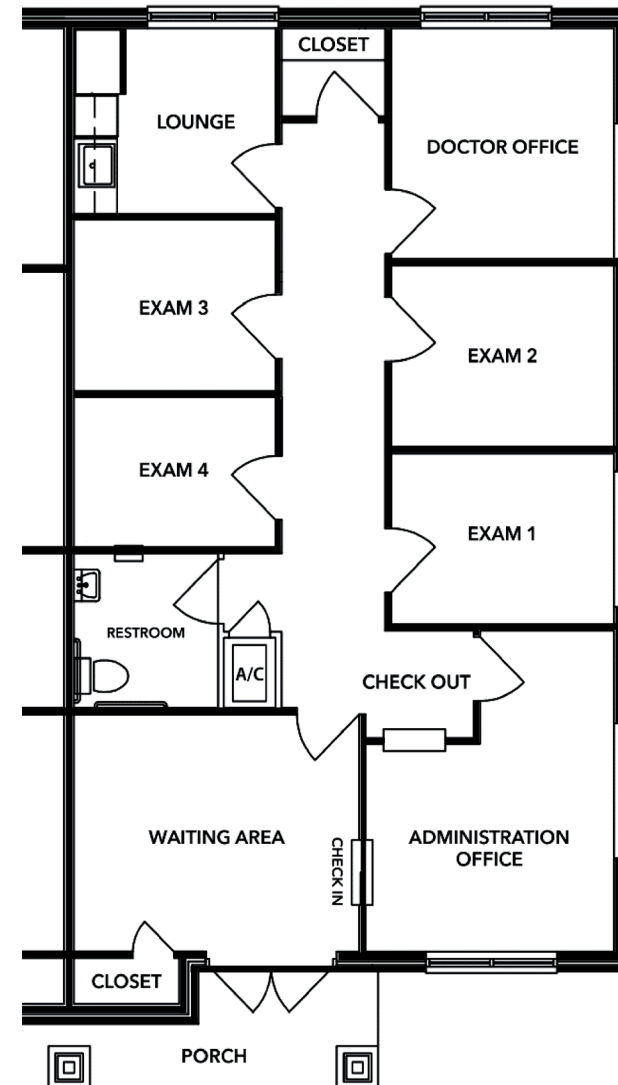 CLOSET
LOUNGE
DOCTOR OFFICE
EXAM 3
EXAM 2
EXAM 4
EXAM 1
RESTROOM
A/C
CHECK OUT
WAITING AREA
CHECK IN
ADMINISTRATION
OFFICE
CLOSET
PORCH